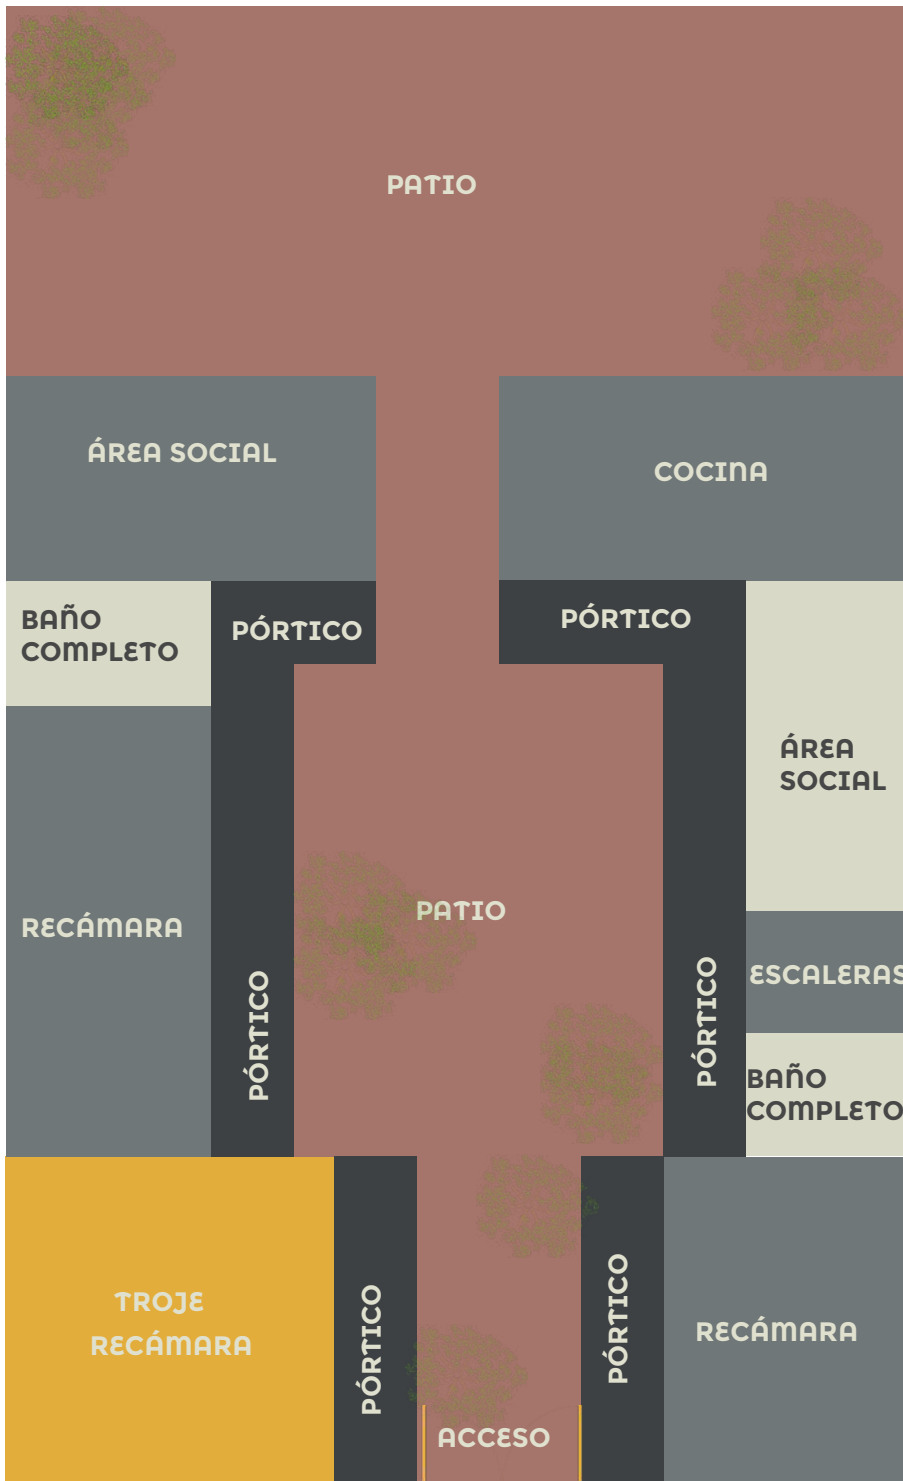 PATIO
ÁREA SOCIAL
COCINA
BAÑO
COMPLETO
PÓRTICO
PÓRTICO
ÁREA
SOCIAL
RECÁMARA
PATIO
ESCALERAS
PÓRTICO
PÓRTICO
BAÑO
COMPLETO
TROJE
RECÁMARA
PÓRTICO
PÓRTICO
RECÁMARA
ACCESO